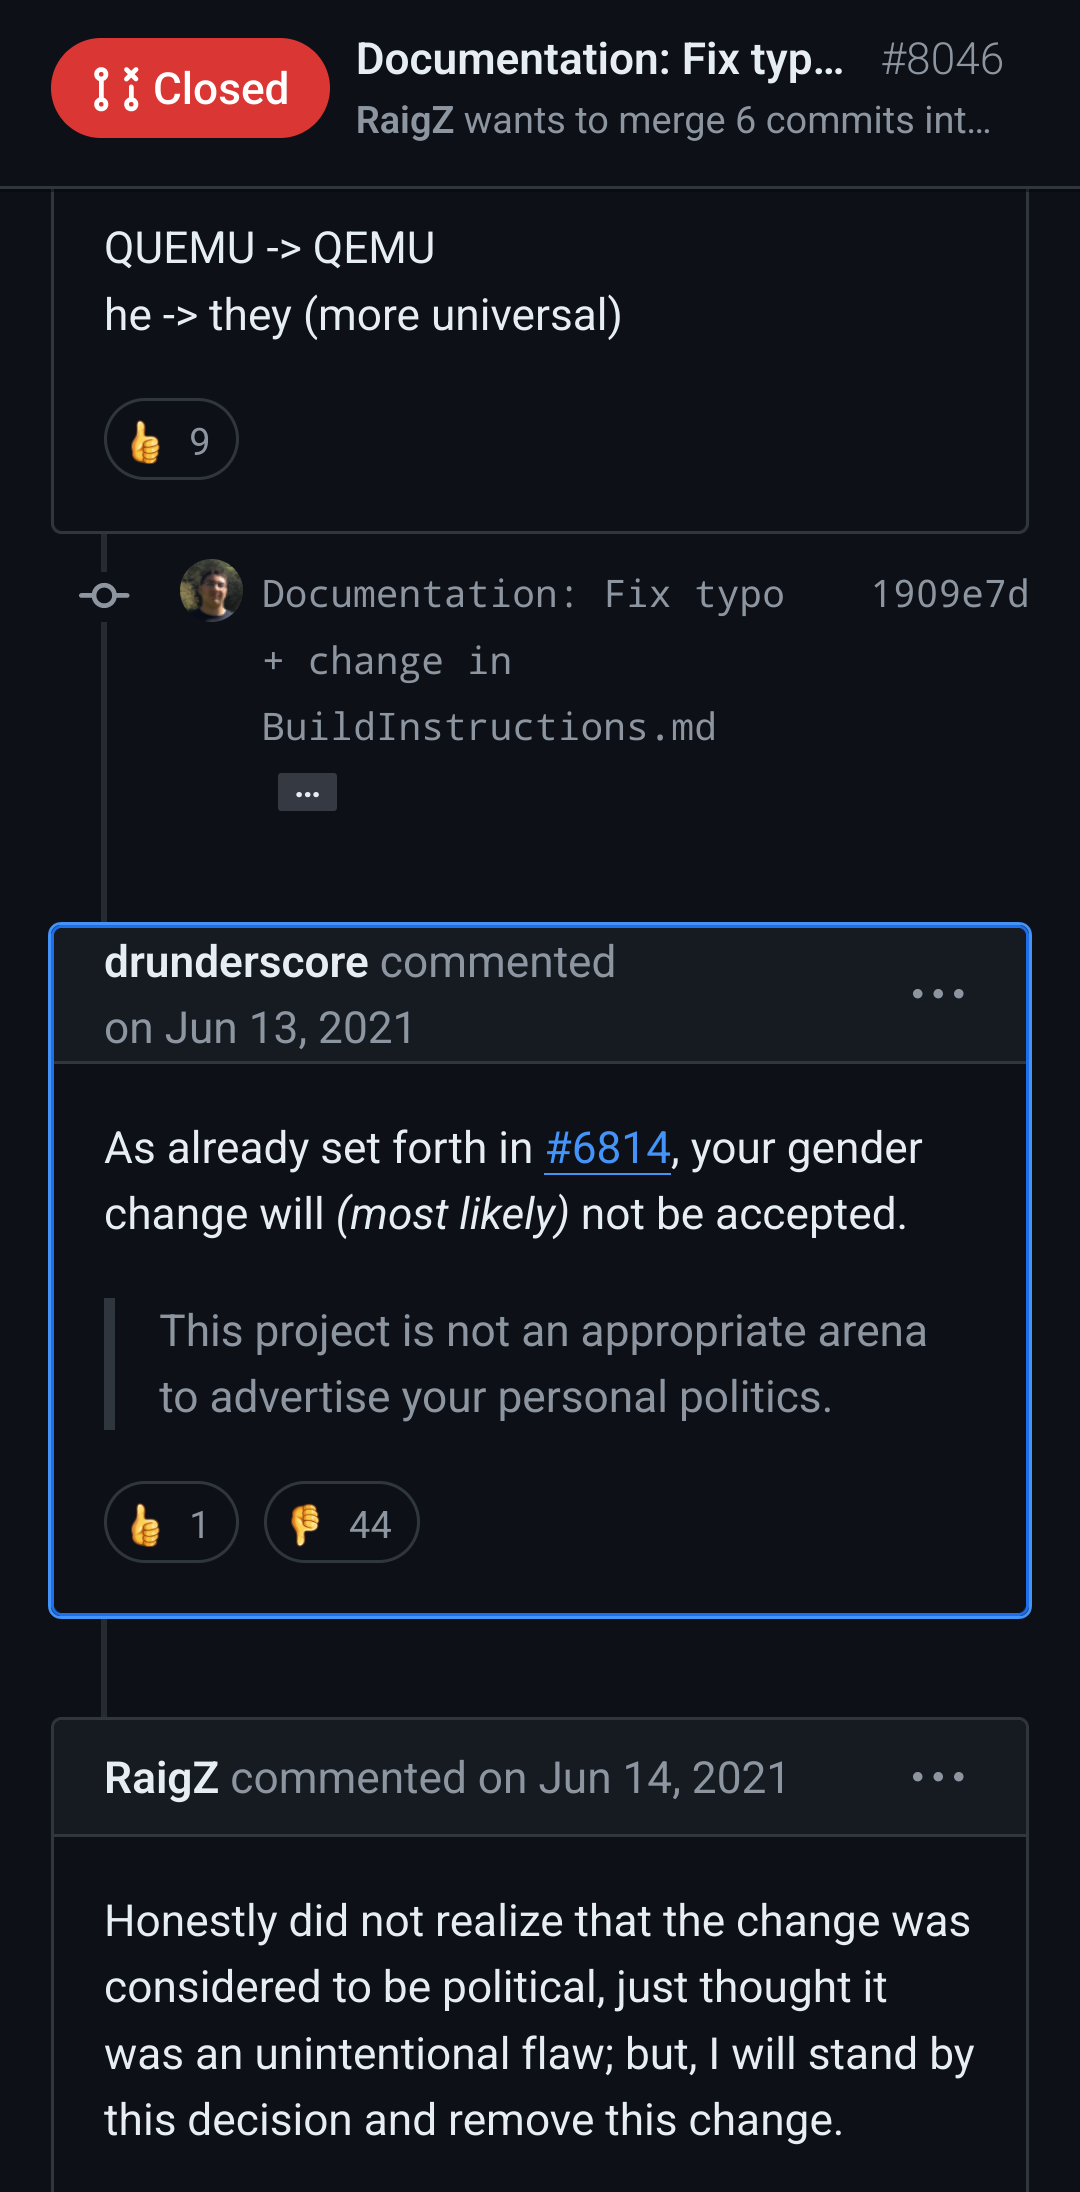 Closed
Documentation: Fix typ... #8046
RaigZ wants to merge 6 commits int...
QUEMU -> QEMU
he -> they (more universal)
👍 9
Documentation: Fix typo 1909e7d
+ change in
BuildInstructions.md
...
drunderscore commented
on Jun 13, 2021
As already set forth in #6814, your gender
change will (most likely) not be accepted.
This project is not an appropriate arena
to advertise your personal politics.
👍 1 👎 44
RaigZ commented on Jun 14, 2021
Honestly did not realize that the change was
considered to be political, just thought it
was an unintentional flaw; but, I will stand by
this decision and remove this change.